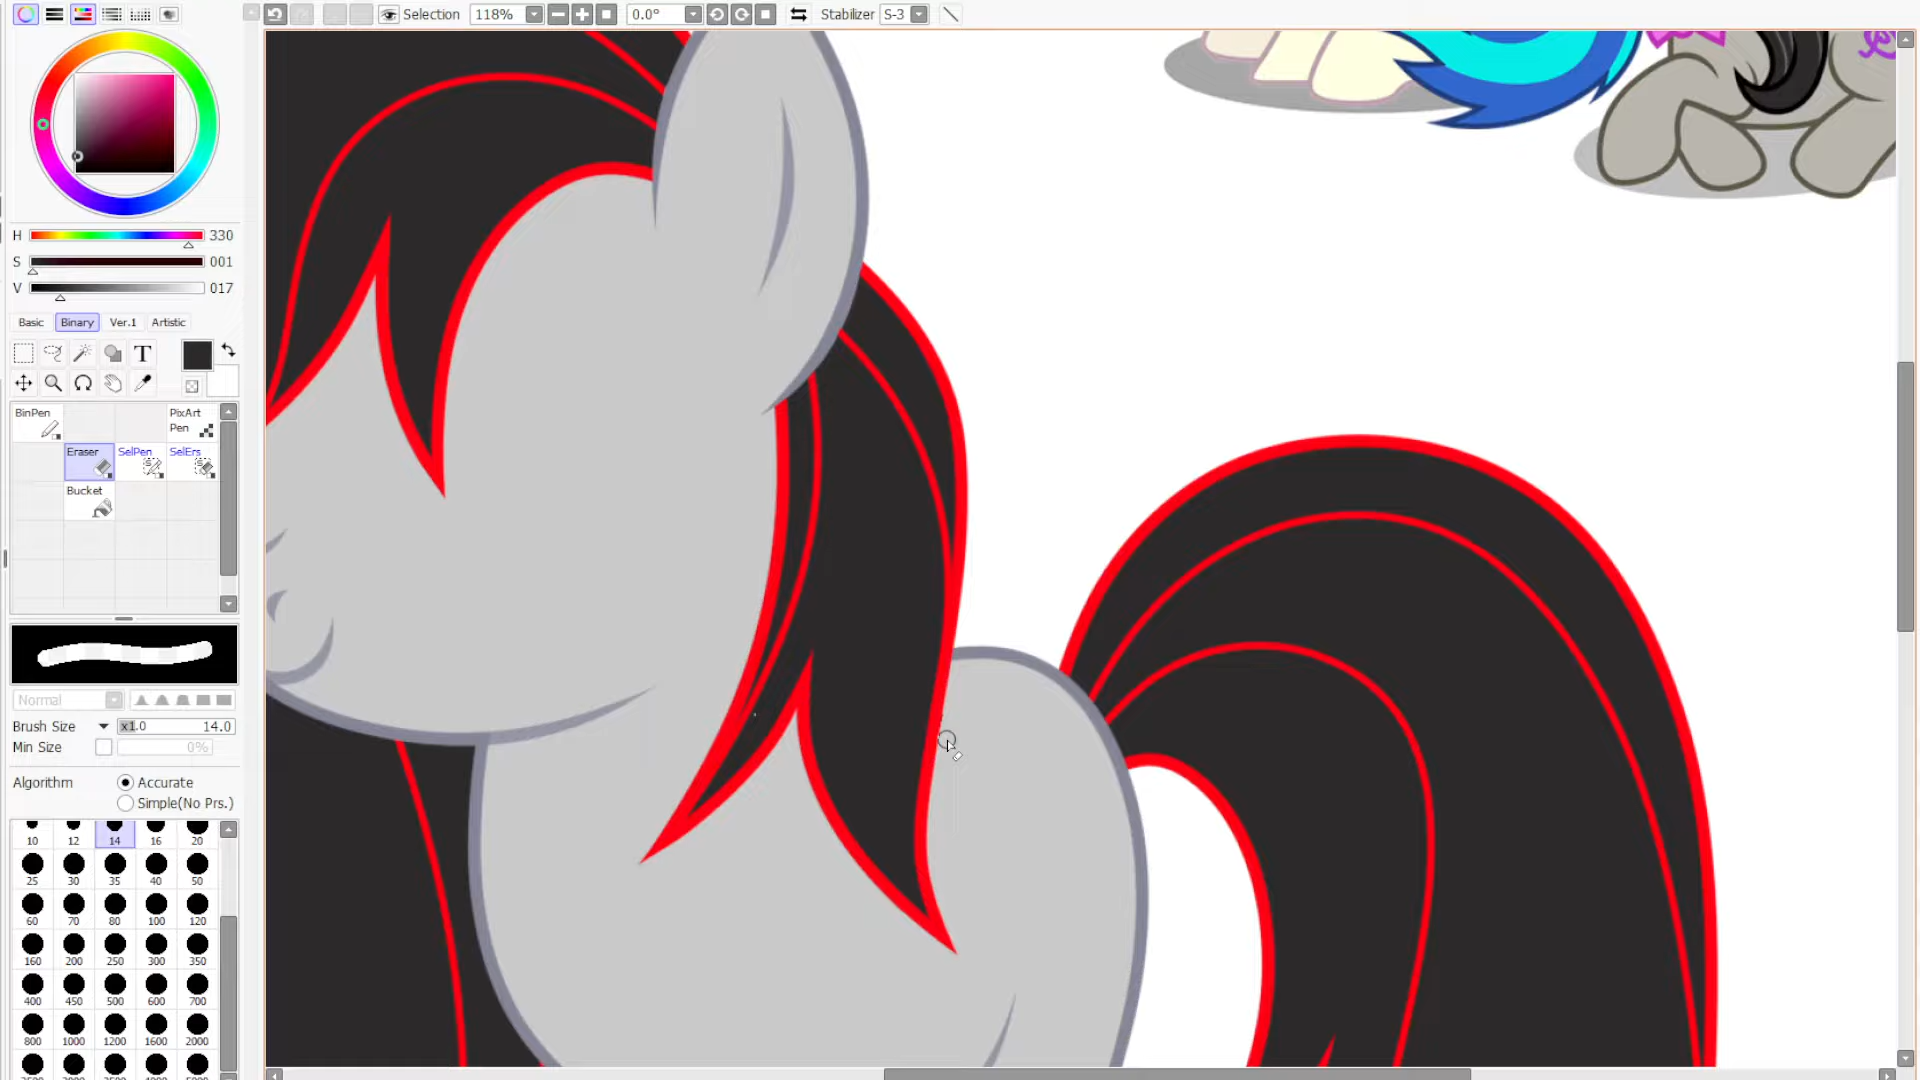 Selection 118% 0.0° Stabilizer S-3
H 330
S 001
V 017
Basic Binary Ver.1 Artistic
T
BinPen PixArt
Pen
Eraser SelPen SelErs
Bucket
Normal
Brush Size x1.0 14.0
Min Size 0%
Algorithm Accurate
Simple(No Prs.)
10 12 14 16 20
25 30 35 40 50
60 70 80 100 120
160 200 250 300 350
400 450 500 600 700
800 1000 1200 1600 2000